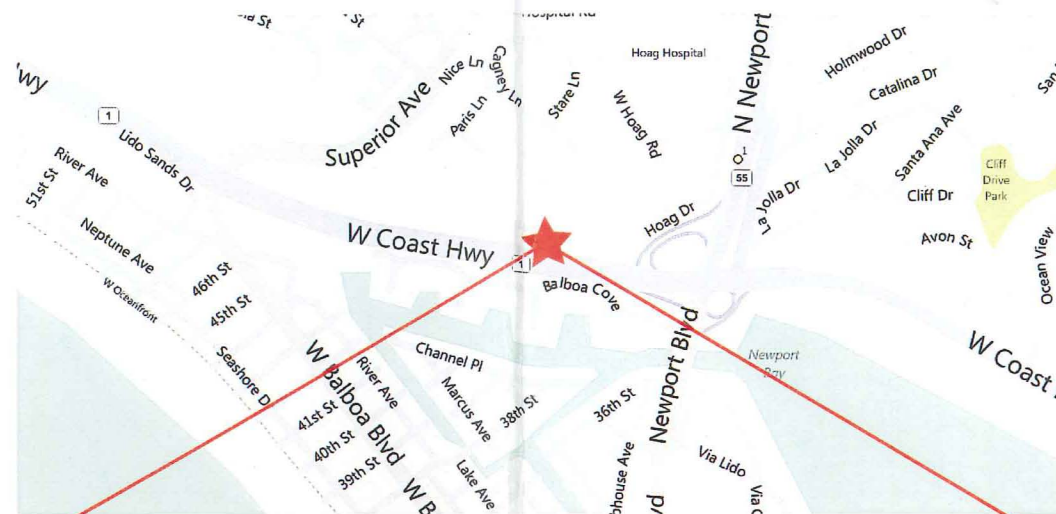 Hospital Rd
Hoag Hospital
N Newport
Holmwood Dr
Catalina Dr
Nice Ln
Cagney Ln
Stare Ln
Paris Ln
Superior Ave
W Hoag Rd
La Jolla Dr
Santa Ana Ave
1
1
55
Cliff
Drive
Park
Cliff Dr
La Jolla Dr
Avon St
Ocean View
Hoag Dr
Lido Sands Dr
River Ave
51st St
Neptune Ave
W Oceanfront
46th St
45th St
Seashore D
W Coast Hwy
1
Balboa Cove
Newport Blvd
Newport
Bay
W Coast
W Balboa Blvd
River Ave
Channel Pl
Marcus Ave
38th St
36th St
41st St
40th St
39th St
Lake Ave
W B
Via Lido